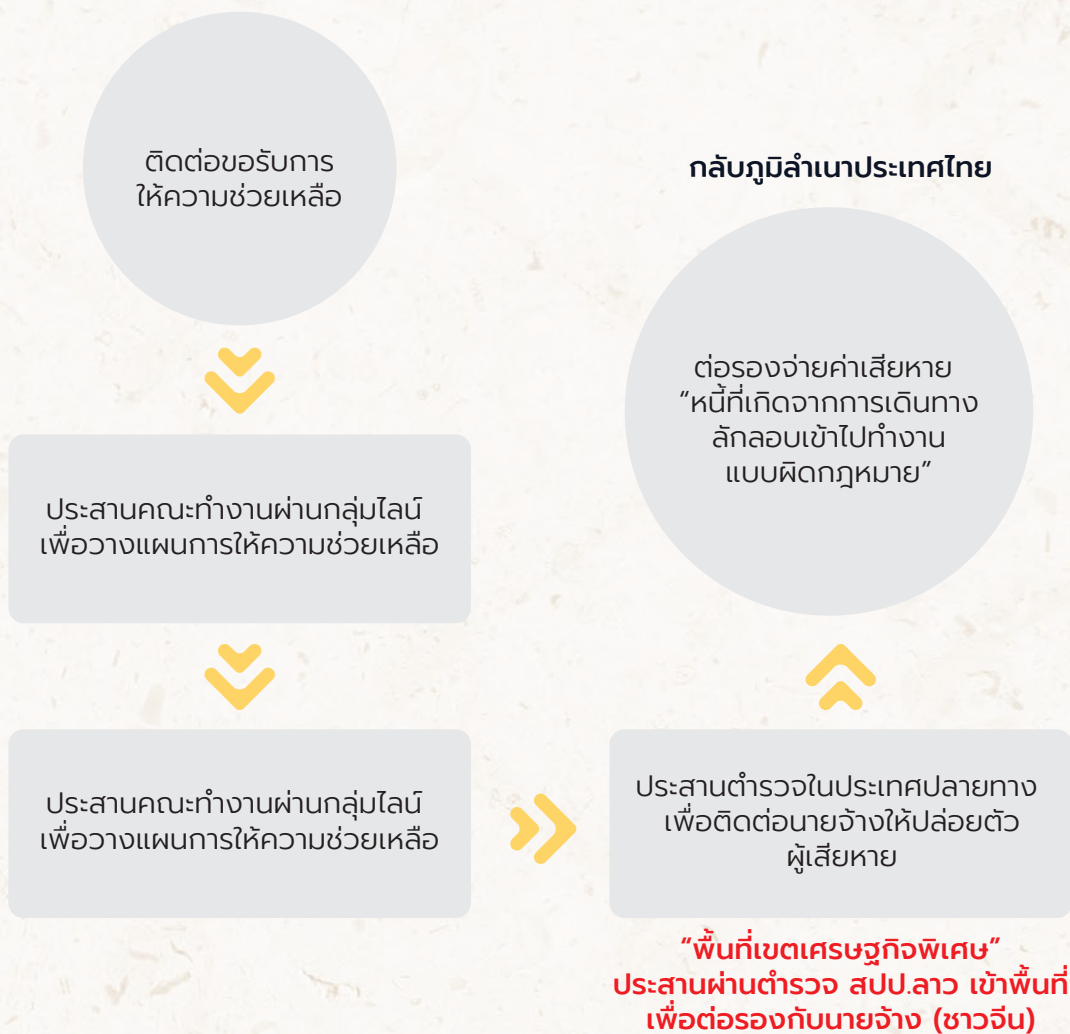 ติดต่อขอรับการ
ให้ความช่วยเหลือ
ประสานคณะทำงานผ่านกลุ่มไลน์
เพื่อวางแผนการให้ความช่วยเหลือ
ประสานคณะทำงานผ่านกลุ่มไลน์
เพื่อวางแผนการให้ความช่วยเหลือ
ประสานตำรวจในประเทศปลายทาง
เพื่อติดต่อนายจ้างให้ปล่อยตัว
ผู้เสียหาย
"พื้นที่เขตเศรษฐกิจพิเศษ"
ประสานผ่านตำรวจ สปป.ลาว เข้าพื้นที่
เพื่อต่อรองกับนายจ้าง (ชาวจีน)
กลับภูมิลำเนาประเทศไทย
ต่อรองจ่ายค่าเสียหาย
"หนี้ที่เกิดจากการเดินทาง
ลักลอบเข้าไปทำงาน
แบบผิดกฎหมาย"